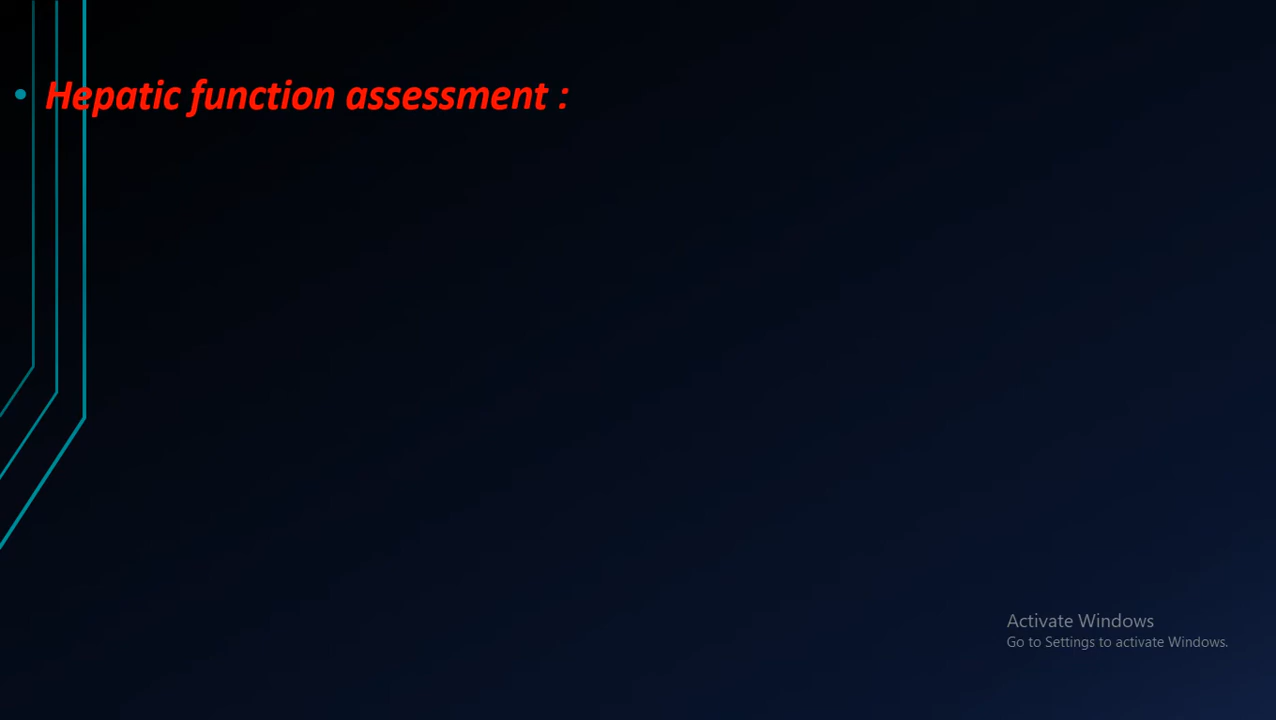 • Hepatic function assessment :
Activate Windows
Go to Settings to activate Windows.